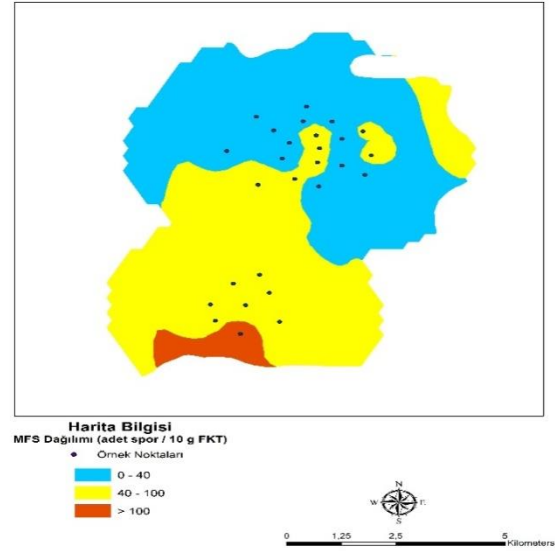 Harita Bilgisi
MFS Dağılımı (adet spor / 10 g FKT)
Örnek Noktaları
0 - 40
40 - 100
> 100
N
W E
S
0 1,25 2,5 5
Kilometers